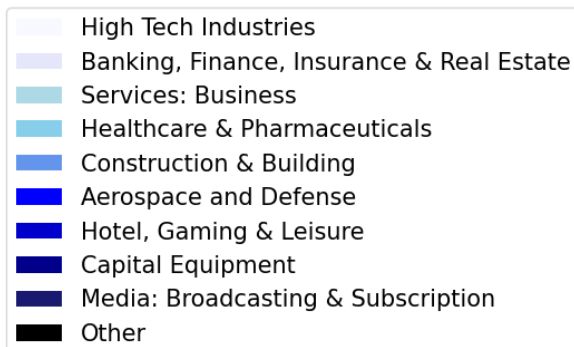 High Tech Industries
Banking, Finance, Insurance & Real Estate
Services: Business
Healthcare & Pharmaceuticals
Construction & Building
Aerospace and Defense
Hotel, Gaming & Leisure
Capital Equipment
Media: Broadcasting & Subscription
Other